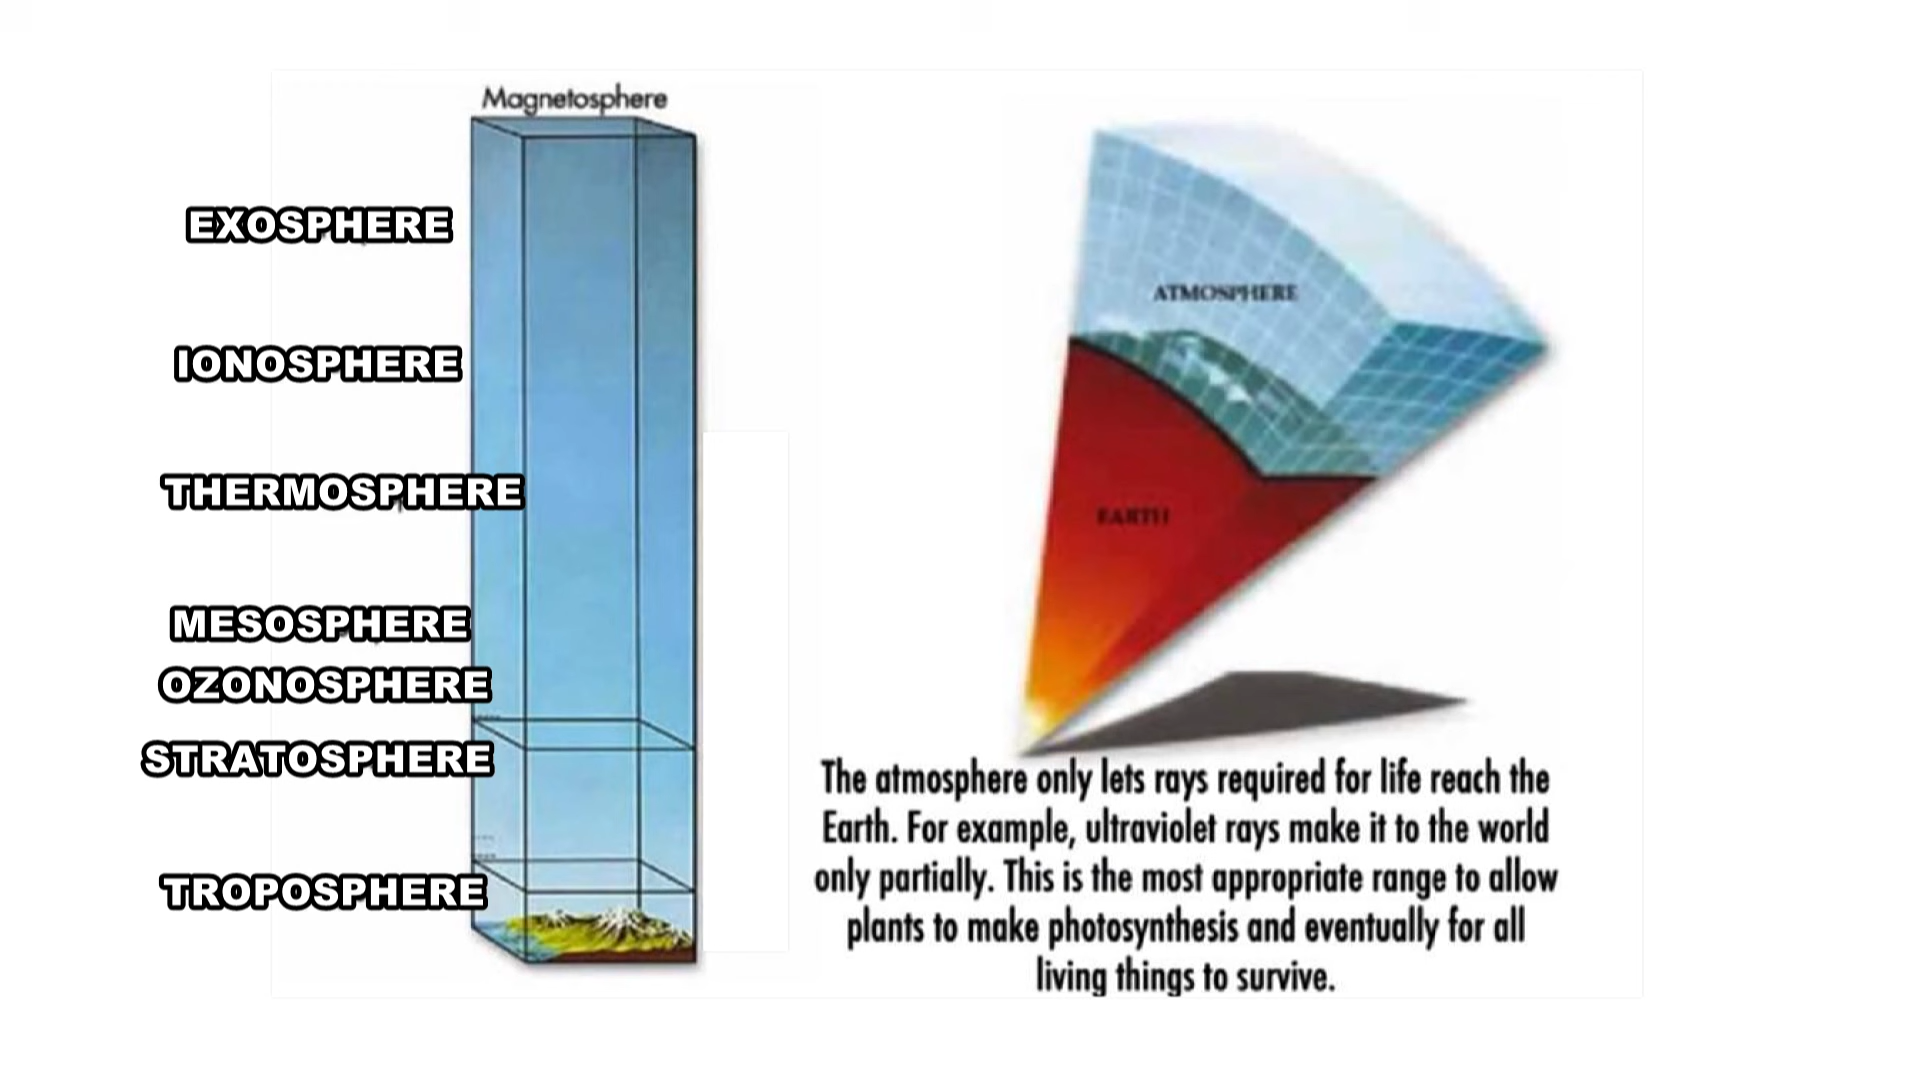 Magnetosphere
EXOSPHERE
IONOSPHERE
THERMOSPHERE
MESOSPHERE
OZONOSPHERE
STRATOSPHERE
TROPOSPHERE
ATMOSPHERE
EARTH
The atmosphere only lets rays required for life reach the
Earth. For example, ultraviolet rays make it to the world
only partially. This is the most appropriate range to allow
plants to make photosynthesis and eventually for all
living things to survive.